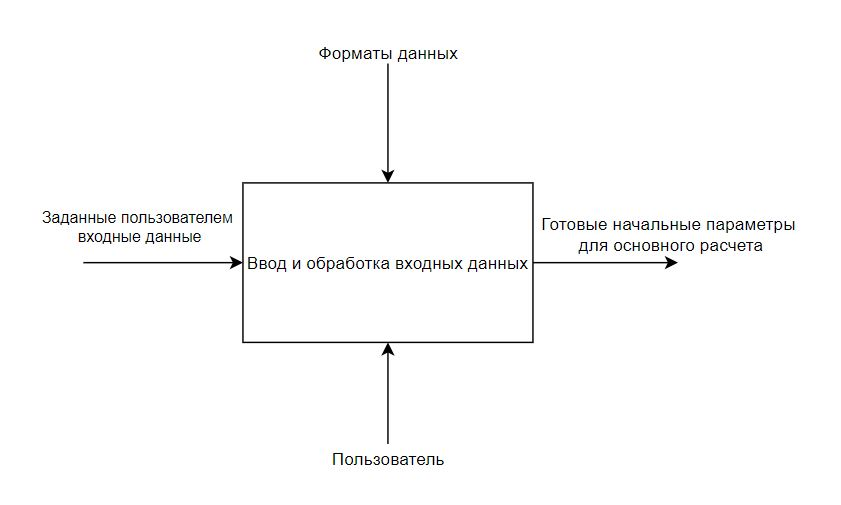 Форматы данных
Заданные пользователем
входные данные
Ввод и обработка входных данных
Готовые начальные параметры
для основного расчета
Пользователь